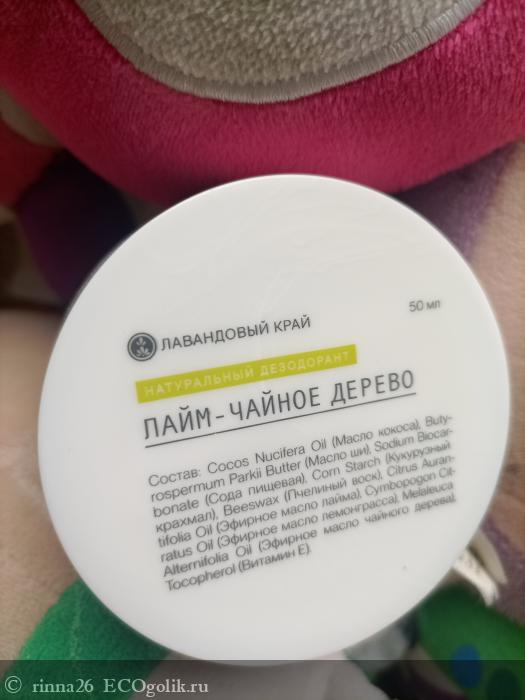 50 мл
ЛАВАНДОВЫЙ КРАЙ
НАТУРАЛЬНЫЙ ДЕЗОДОРАНТ
ЛАЙМ-ЧАЙНОЕ ДЕРЕВО
Состав: Cocos Nucifera Oil (Масло кокоса), Buty-
rospermum Parkii Butter (Масло ши), Sodium Biocar-
bonate (Сода пищевая), Corn Starch (Кукурузный
крахмал), Beeswax (Пчелиный воск), Citrus Auran-
tifolia Oil (Эфирное масло лайма), Cymbopogon Cit-
ratus Oil (Эфирное масло лемонграсса), Melaleuca
Alternifolia Oil (Эфирное масло чайного дерева),
Tocopherol (Витамин Е).
© rinna26 ECOgolik.ru